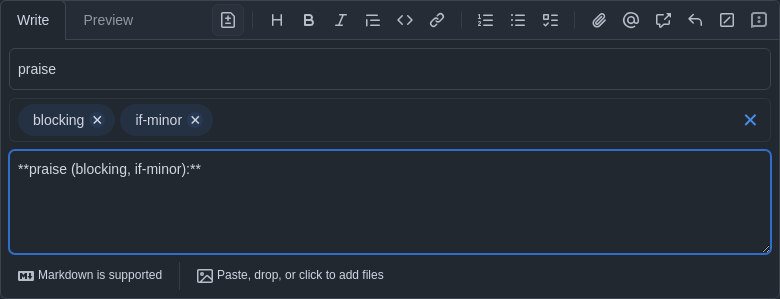 Write Preview
praise
blocking if-minor
**praise (blocking, if-minor):**
Markdown is supported Paste, drop, or click to add files